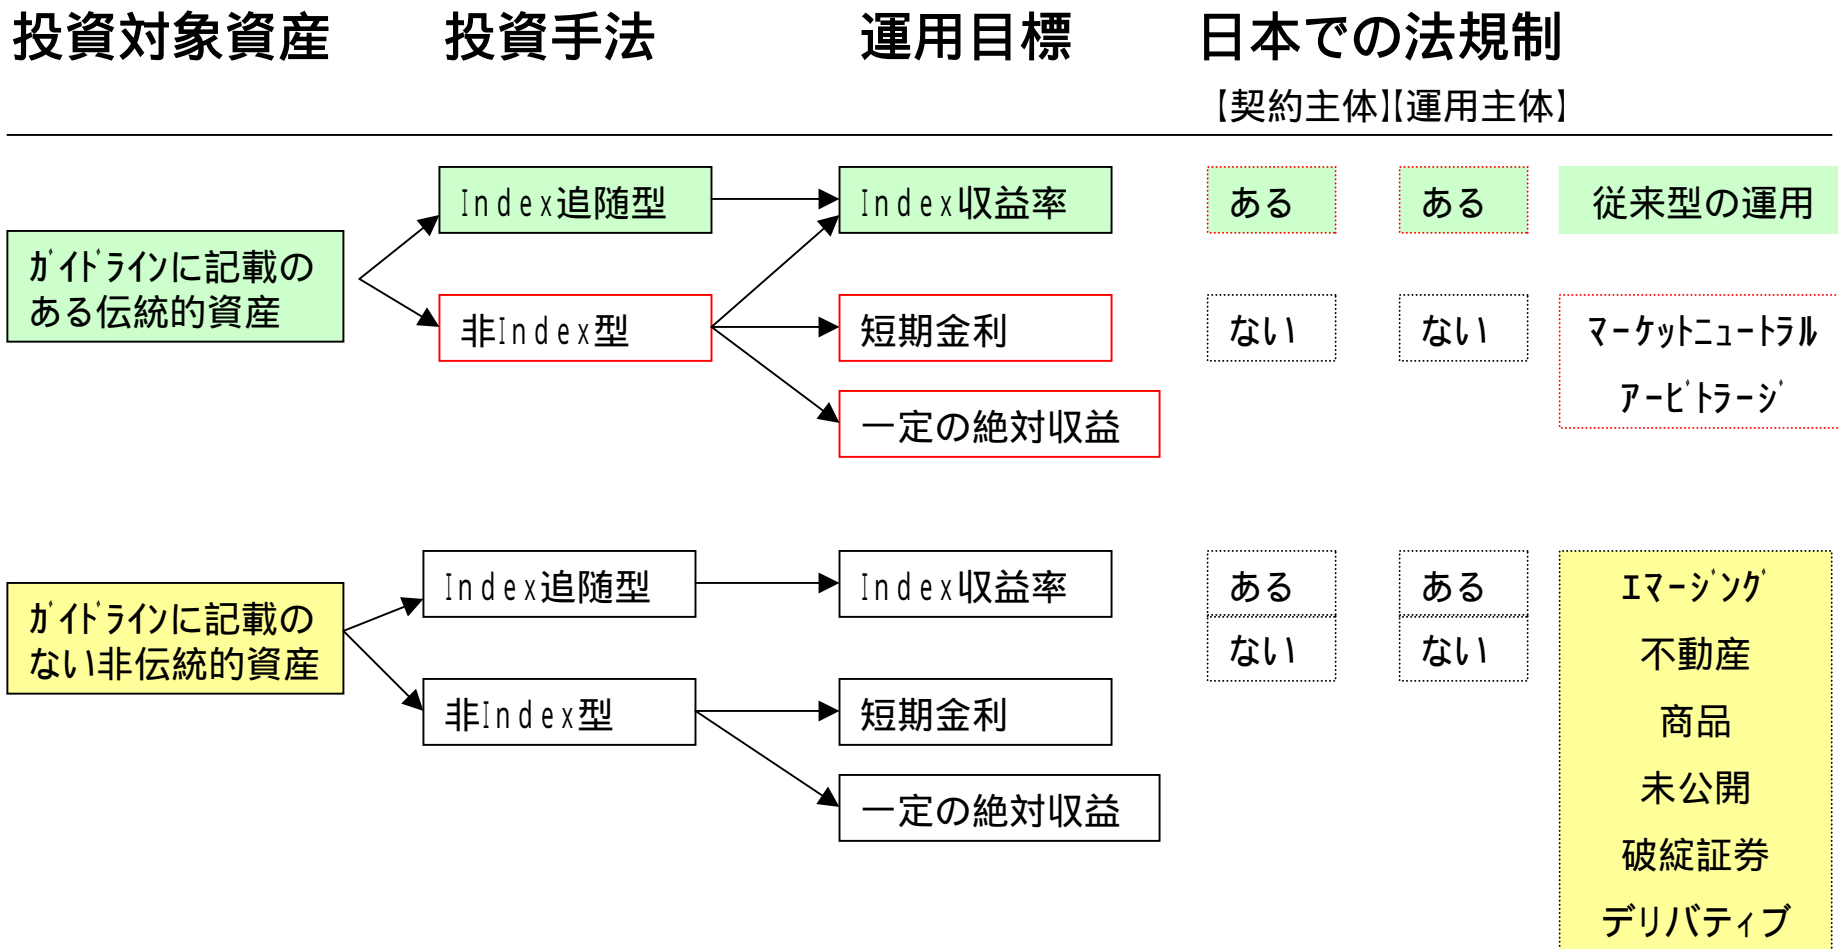 投資対象資産 投資手法 運用目標 日本での法規制
【契約主体】【運用主体】
Index追随型 Index収益率 ある ある 従来型の運用
ｶﾞｲﾄﾞﾗｲﾝに記載の
ある伝統的資産
非Index型 短期金利 ない ない ﾏｰｹｯﾄﾆｭｰﾄﾗﾙ
ｱｰﾋﾞﾄﾗｰｼﾞ
一定の絶対収益
Index追随型 Index収益率 ある ある ｴﾏｰｼﾞﾝｸﾞ
ｶﾞｲﾄﾞﾗｲﾝに記載の
ない非伝統的資産
ない ない 不動産
非Index型 短期金利 商品
未公開
一定の絶対収益
破綻証券
デリバティブ